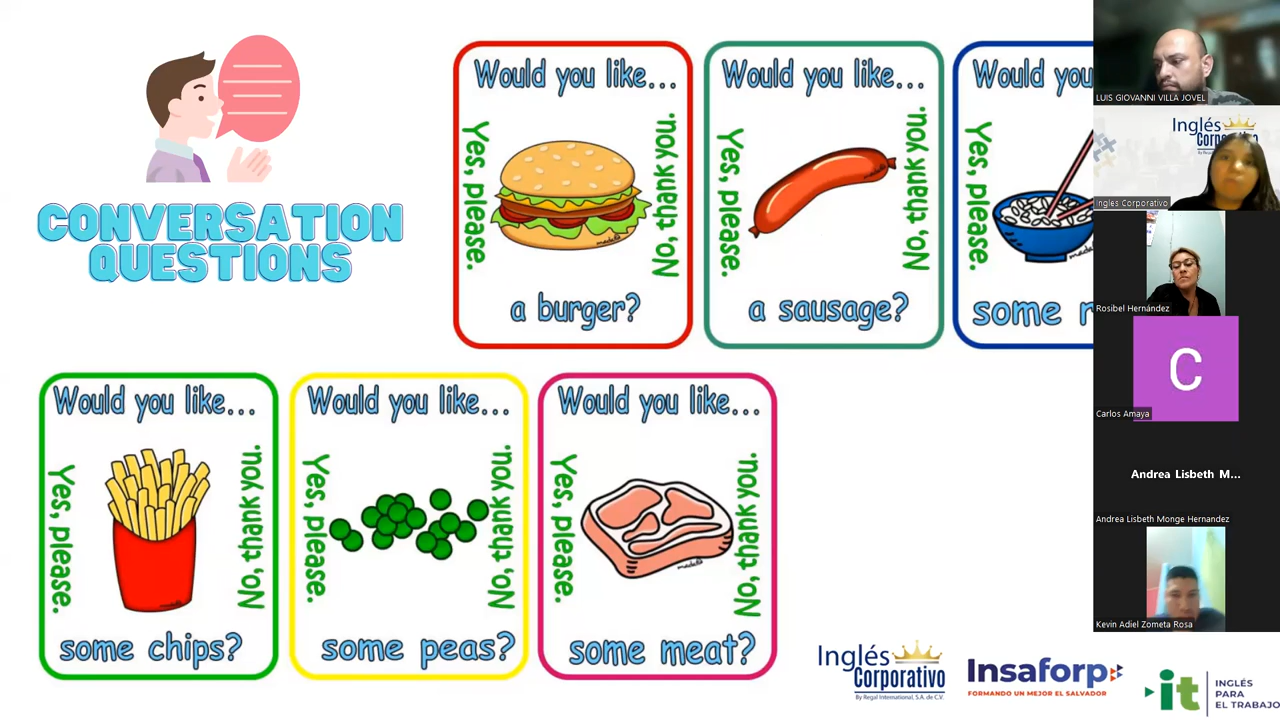 CONVERSATION
QUESTIONS
Would you like...
Yes, please.
No, thank you.
a burger?
Would you like...
Yes, please.
No, thank you.
a sausage?
Would you
Yes, please.
some
Would you like...
Yes, please.
No, thank you.
some chips?
Would you like...
Yes, please.
No, thank you.
some peas?
Would you like...
Yes, please.
No, thank you.
some meat?
LUIS GIOVANNI VILLA JOVEL
Inglés
Corporativo
Ingles Corporativo
Rosibel Hernández
C
Carlos Amaya
Andrea Lisbeth M...
Andrea Lisbeth Monge Hernandez
Kevin Adiel Zometa Rosa
Inglés
Corporativo
By Regal International, S.A. de C.V.
Insaforp
FORMANDO UN MEJOR EL SALVADOR
it
INGLÉS
PARA
EL TRABAJO